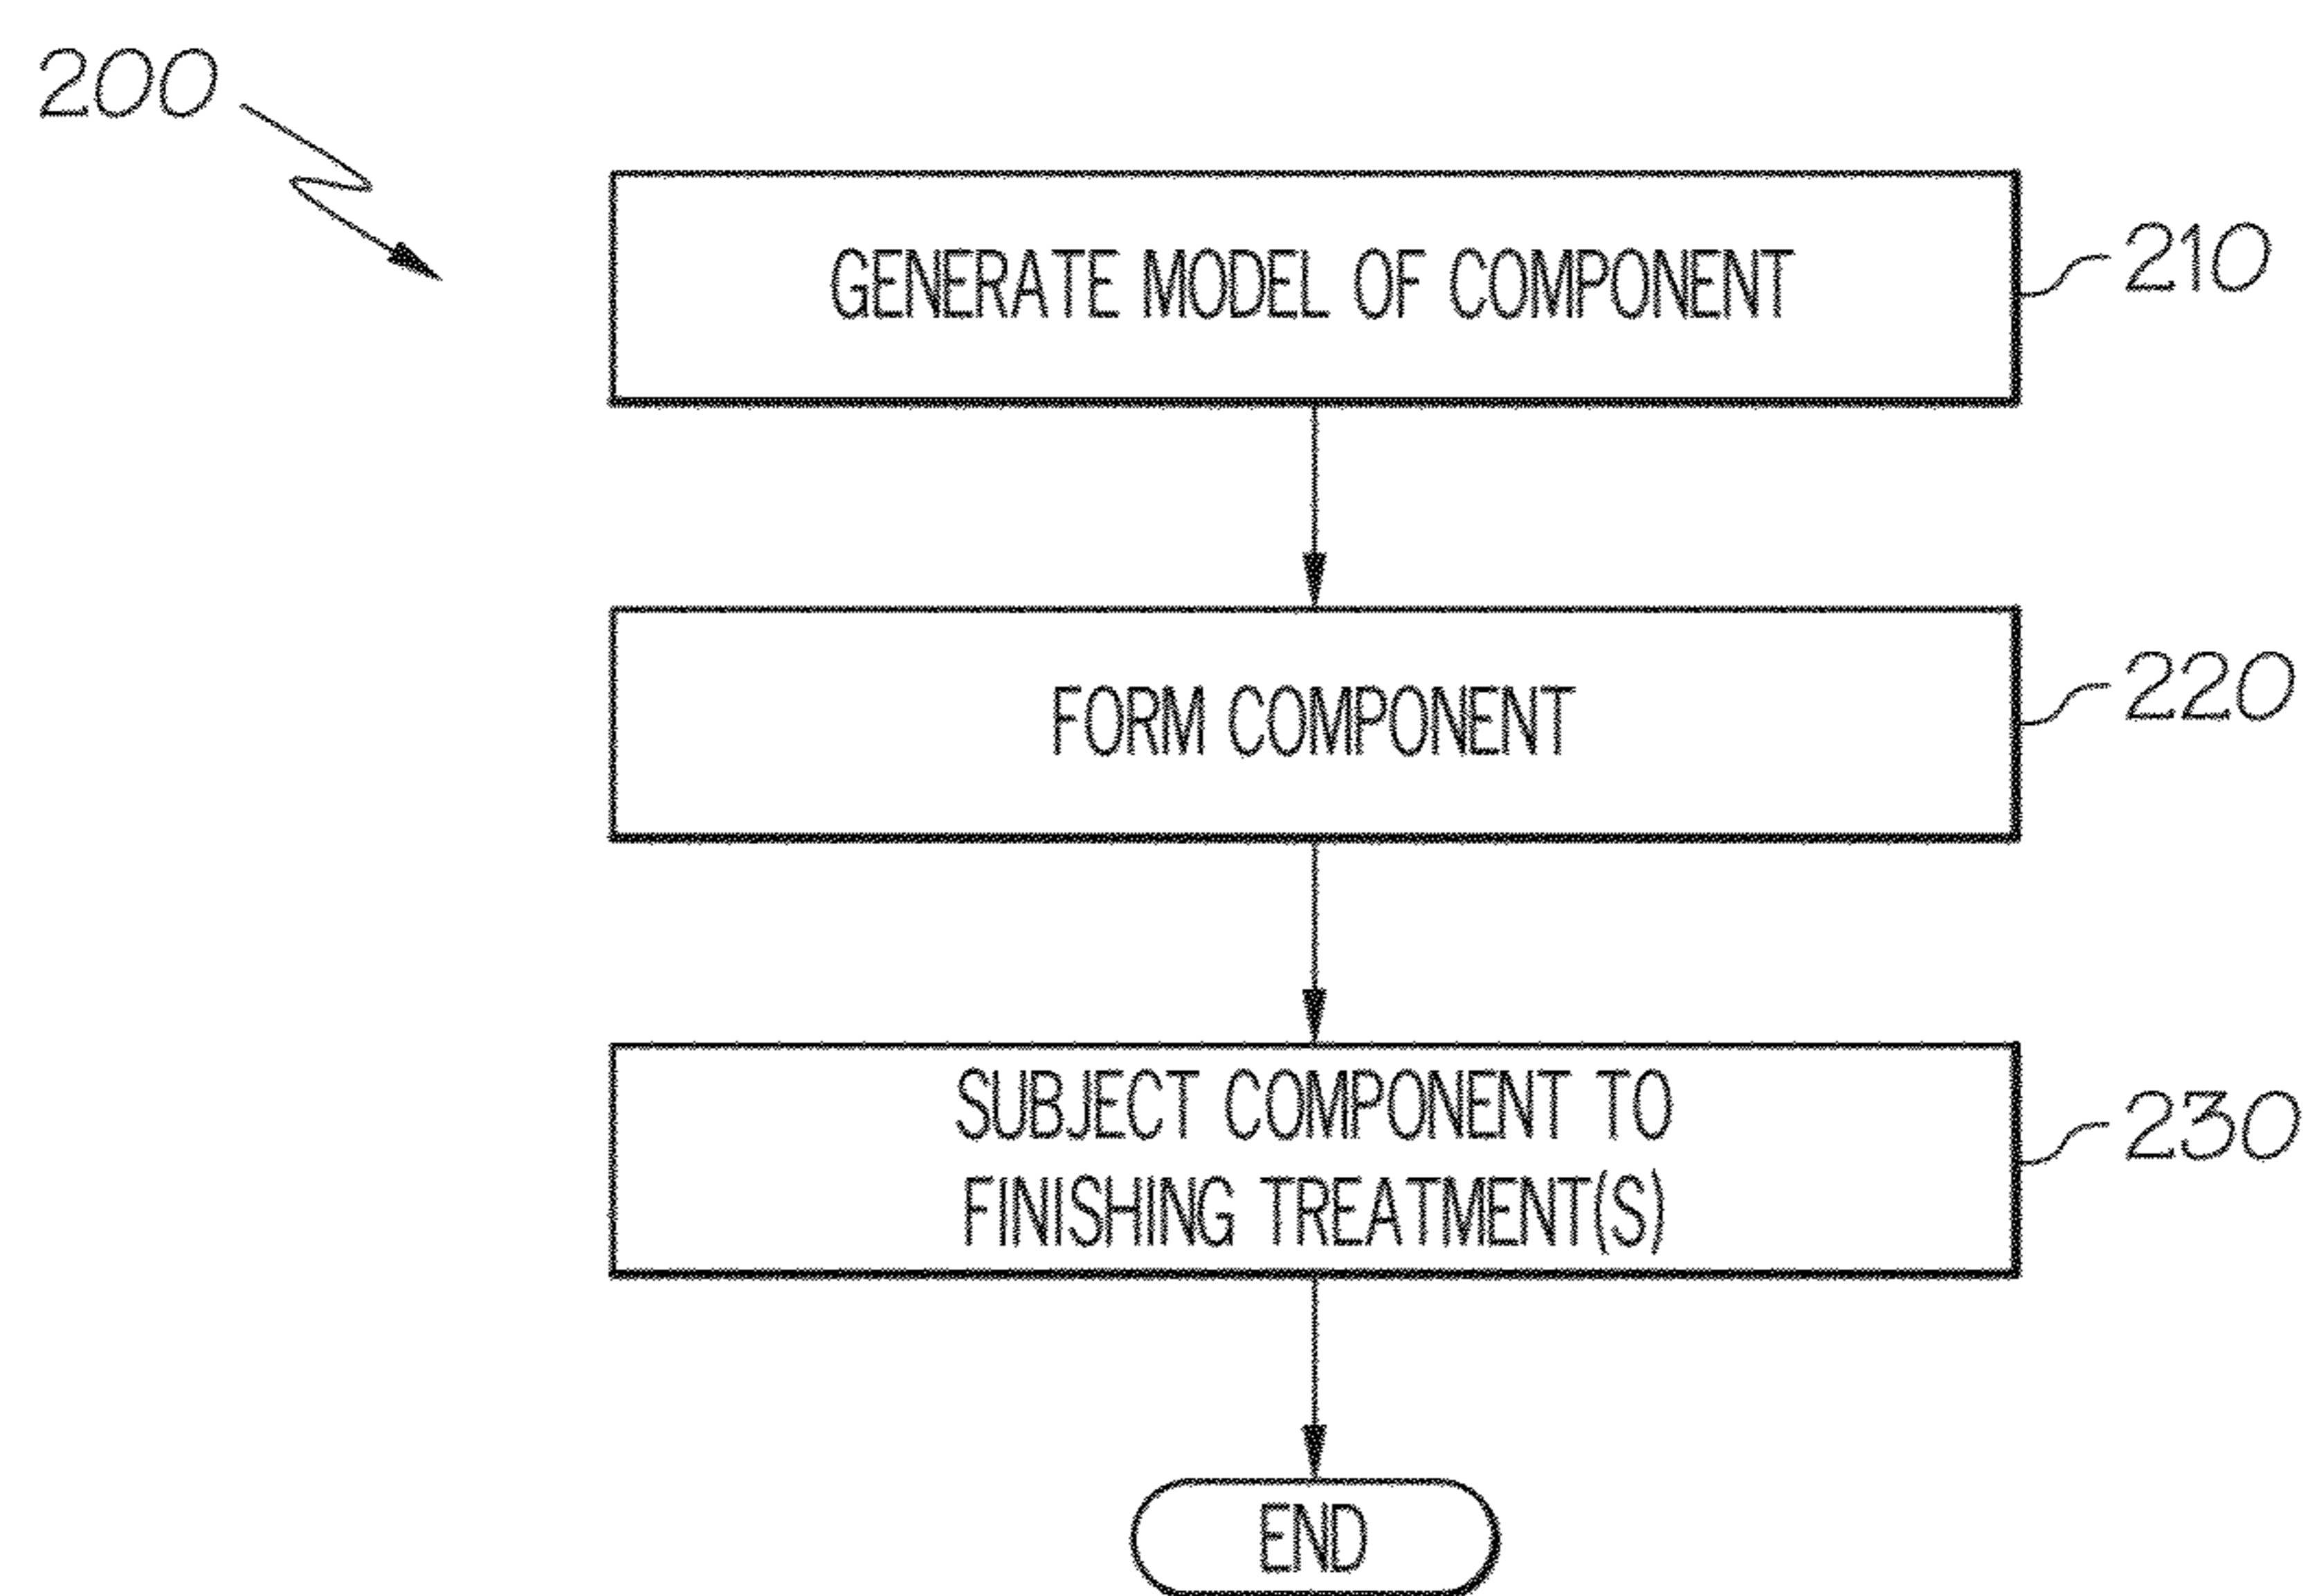 200
GENERATE MODEL OF COMPONENT
210
FORM COMPONENT
220
SUBJECT COMPONENT TO
FINISHING TREATMENT(S)
230
END